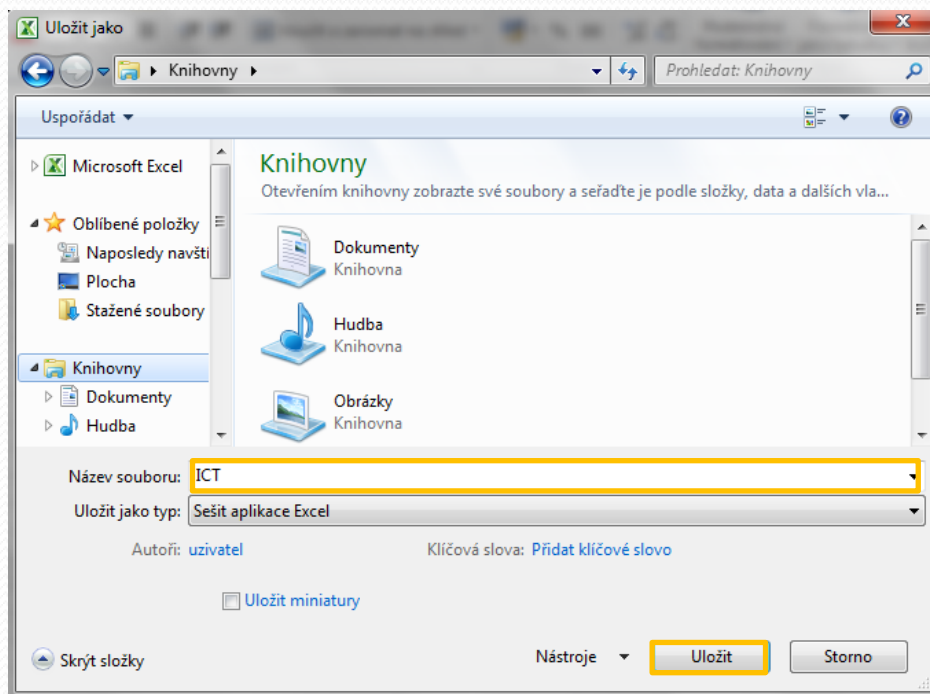 Uložit jako
Knihovny
Prohledat: Knihovny
Uspořádat
Microsoft Excel
Oblíbené položky
Naposledy navšti
Plocha
Stažené soubory
Knihovny
Dokumenty
Hudba
Knihovny
Otevřením knihovny zobrazte své soubory a seřaďte je podle složky, data a dalších vla...
Dokumenty
Knihovna
Hudba
Knihovna
Obrázky
Knihovna
Název souboru: ICT
Uložit jako typ: Sešit aplikace Excel
Autoři: uzivatel Klíčová slova: Přidat klíčové slovo
Uložit miniatury
Skrýt složky Nástroje Uložit Storno